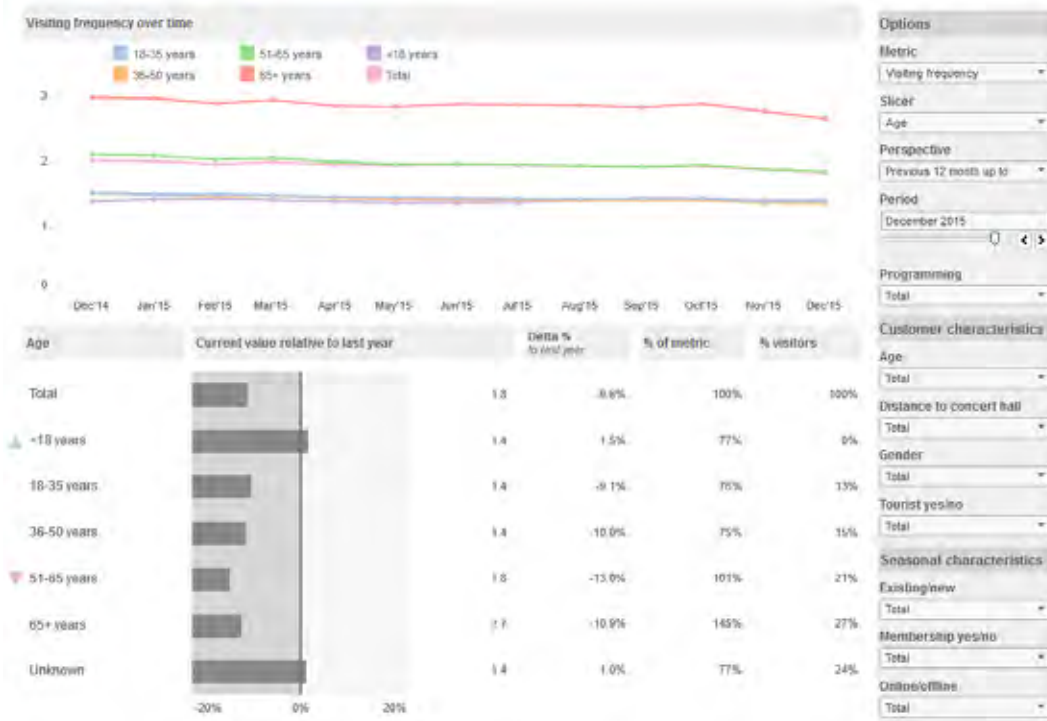 Visiting frequency over time
18-35 years
51-65 years
<18 years
36-50 years
65+ years
Total
3
2
1
0
Dec'14 Jan'15 Feb'15 Mar'15 Apr'15 May'15 Jun'15 Jul'15 Aug'15 Sep'15 Oct'15 Nov'15 Dec'15
Age Current value relative to last year Delta % % of metric % visitors
Total 1.8 100% 100%
<18 years 1.4 1.5% 77% 0%
18-35 years 1.4 -9.1% 76% 13%
36-50 years 1.4 -10.0% 75% 15%
51-65 years 1.8 -13.0% 101% 21%
65+ years 2.7 -10.9% 145% 27%
Unknown 1.4 1.0% 77% 24%
-20% 0% 20%
Options
Metric
Visiting frequency
Slicer
Age
Perspective
Previous 12 month up to
Period
December 2015
Programming
Total
Customer characteristics
Age
Total
Distance to concert hall
Total
Gender
Total
Tourist yes/no
Total
Seasonal characteristics
Existing/new
Total
Membership yes/no
Total
Online/offline
Total